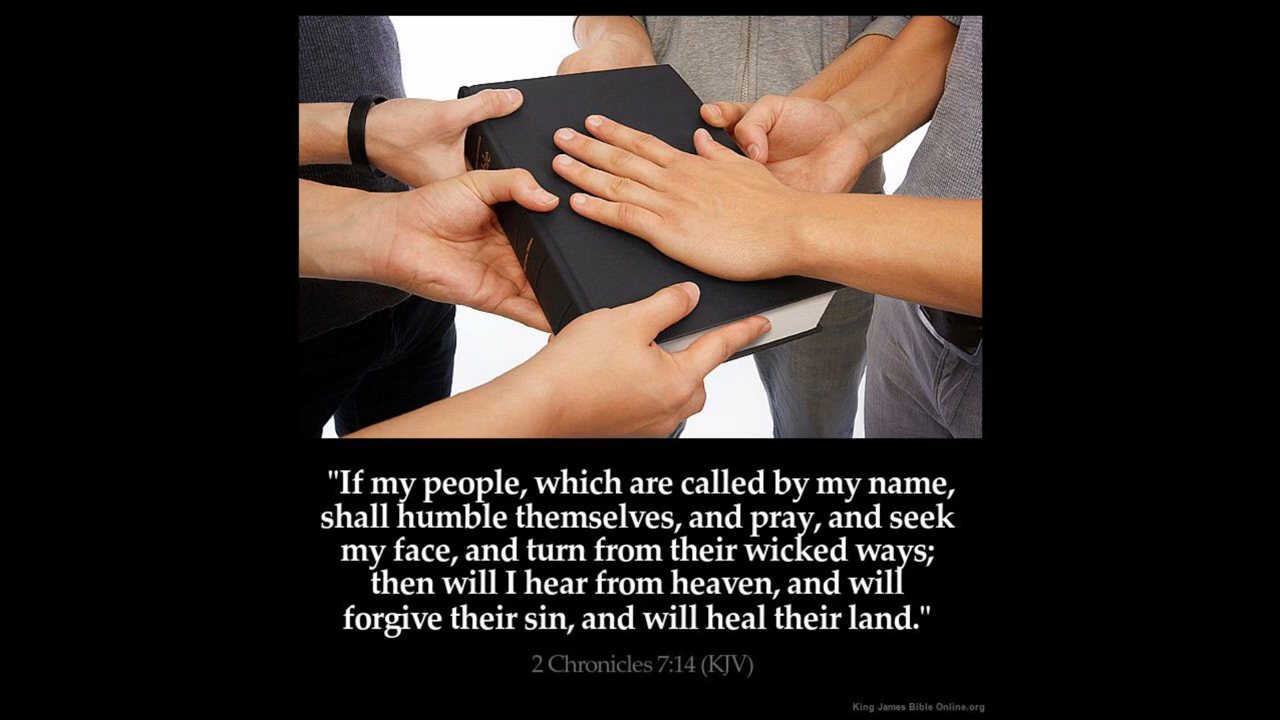 "If my people, which are called by my name,
shall humble themselves, and pray, and seek
my face, and turn from their wicked ways;
then will I hear from heaven, and will
forgive their sin, and will heal their land."
2 Chronicles 7:14 (KJV)
King James Bible Online.org